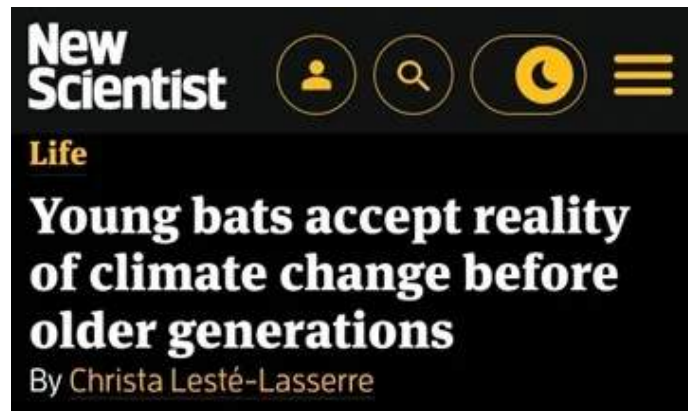 New
Scientist
Life
Young bats accept reality
of climate change before
older generations
By Christa Lesté-Lasserre